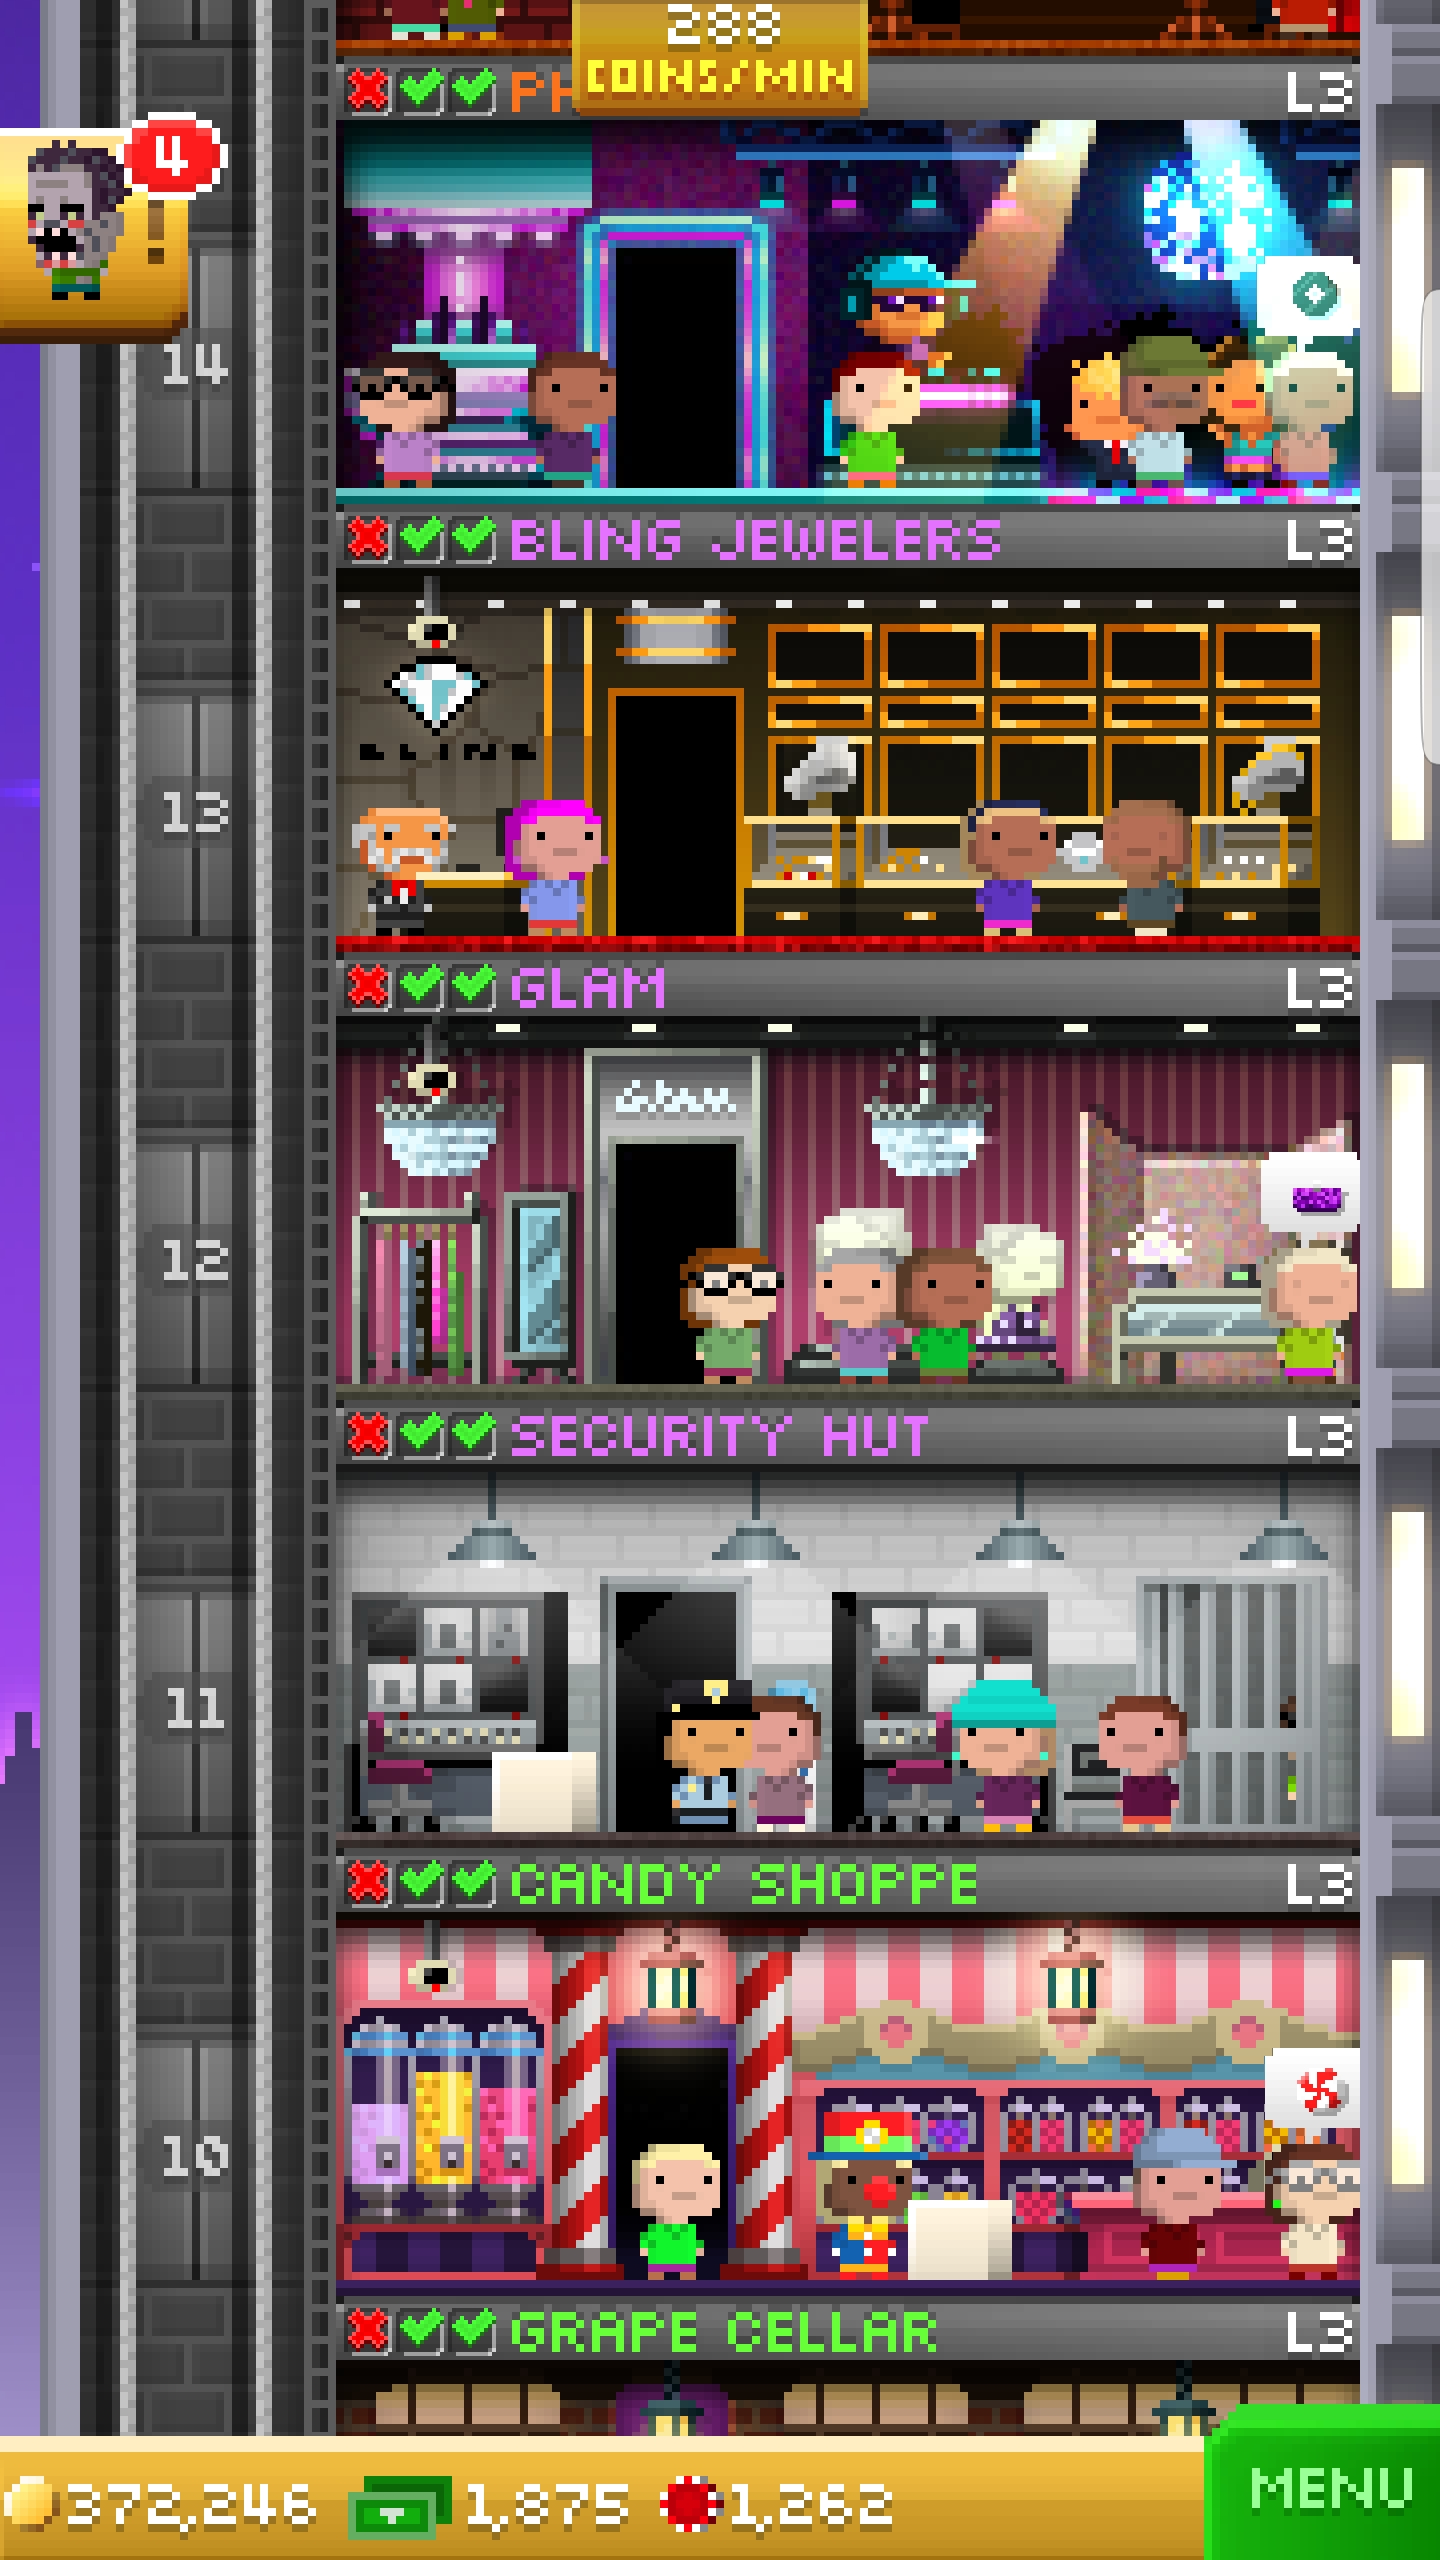 288
COINS/MIN
PH
L3
4
!
14
BLING JEWELERS
L3
BLING
13
GLAM
L3
Glam
12
SECURITY HUT
L3
11
CANDY SHOPPE
L3
10
GRAPE CELLAR
L3
372,246
1,875
1,262
MENU